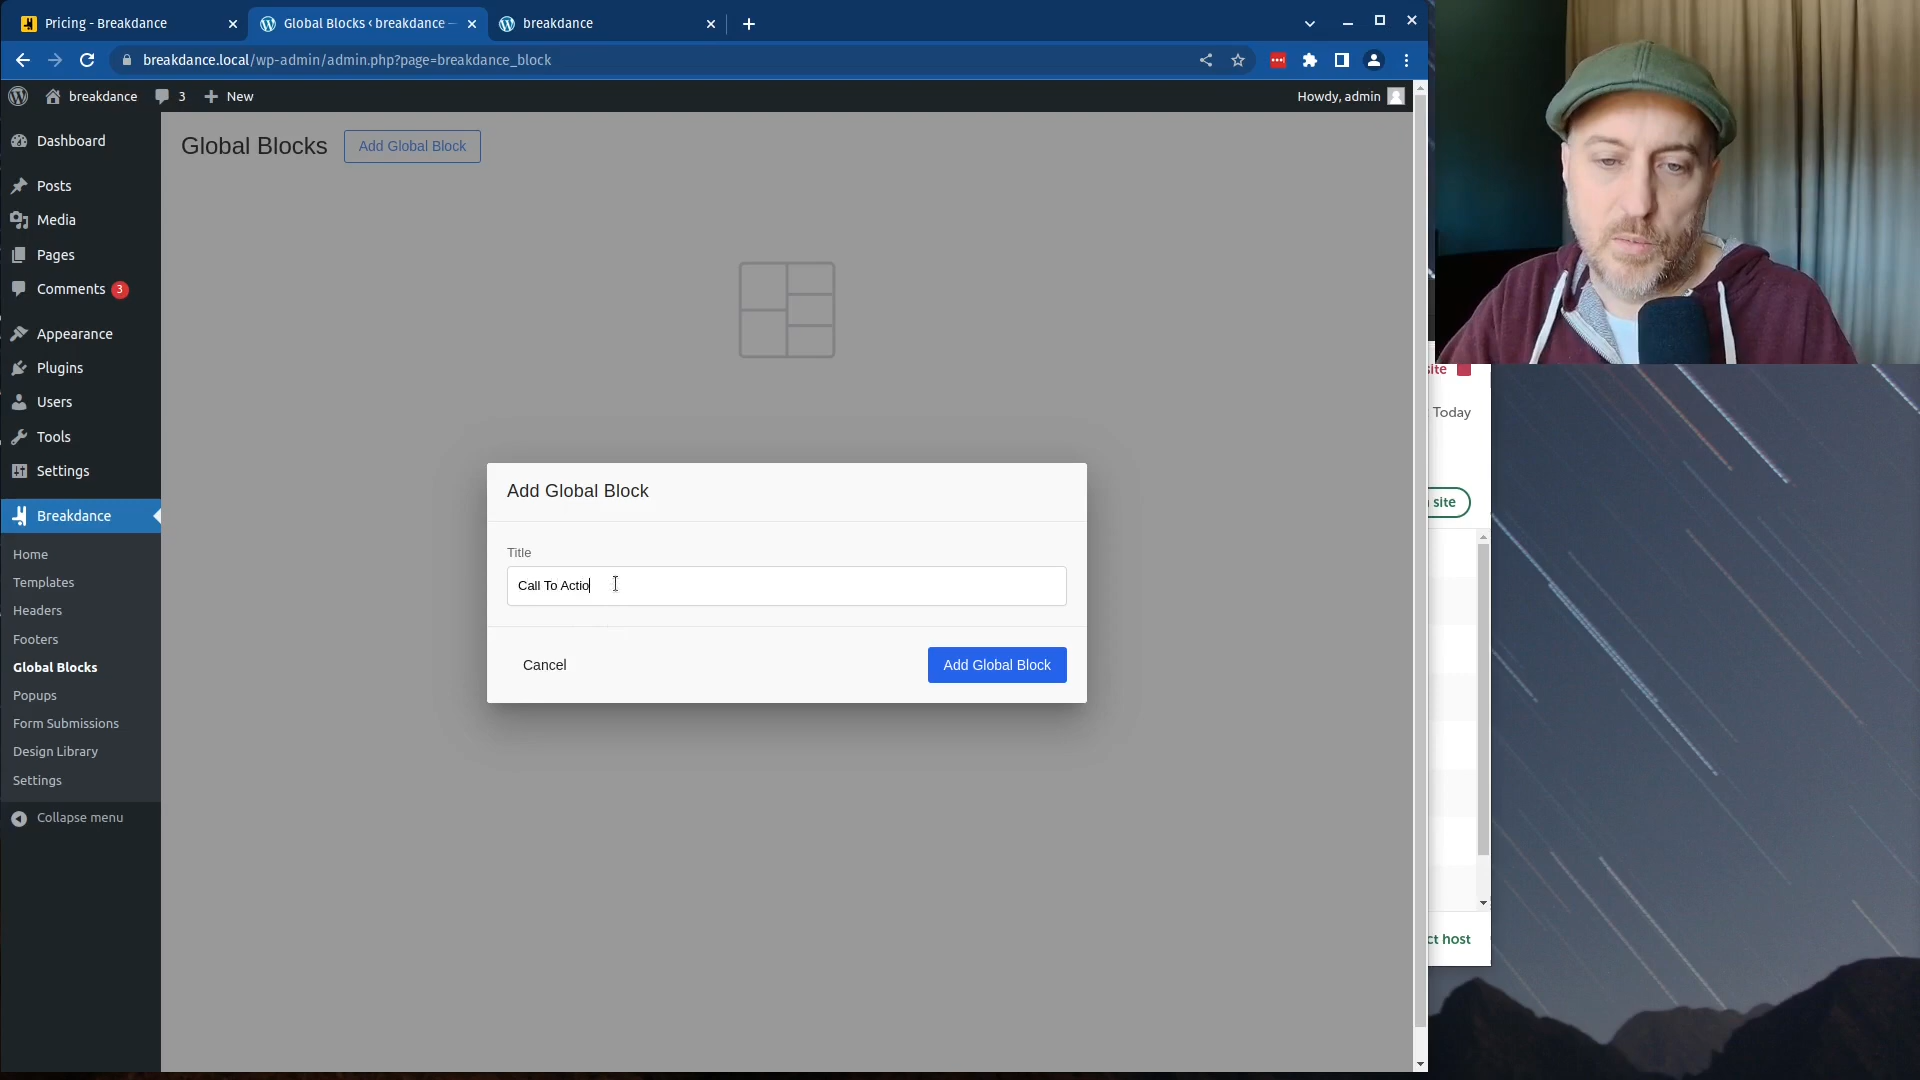 Pricing - Breakdance
Global Blocks ‹ breakdance —
breakdance
breakdance.local/wp-admin/admin.php?page=breakdance_block
breakdance
3
New
Howdy, admin
Dashboard
Posts
Media
Pages
Comments 3
Appearance
Plugins
Users
Tools
Settings
Breakdance
Home
Templates
Headers
Footers
Global Blocks
Popups
Form Submissions
Design Library
Settings
Collapse menu
Global Blocks
Add Global Block
Add Global Block
Title
Call To Actio
Cancel
Add Global Block
site
Today
site
ct host